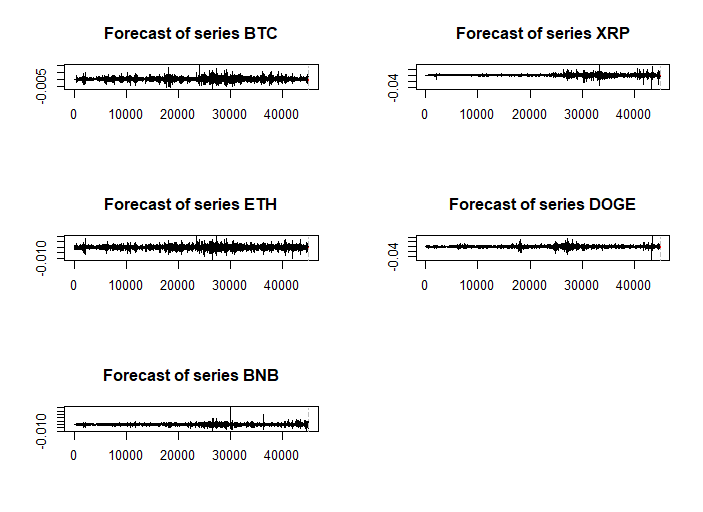 Forecast of series BTC
-0.005
0 10000 20000 30000 40000
Forecast of series XRP
-0.04
0 10000 20000 30000 40000
Forecast of series ETH
-0.010
0 10000 20000 30000 40000
Forecast of series DOGE
-0.04
0 10000 20000 30000 40000
Forecast of series BNB
-0.010
0 10000 20000 30000 40000